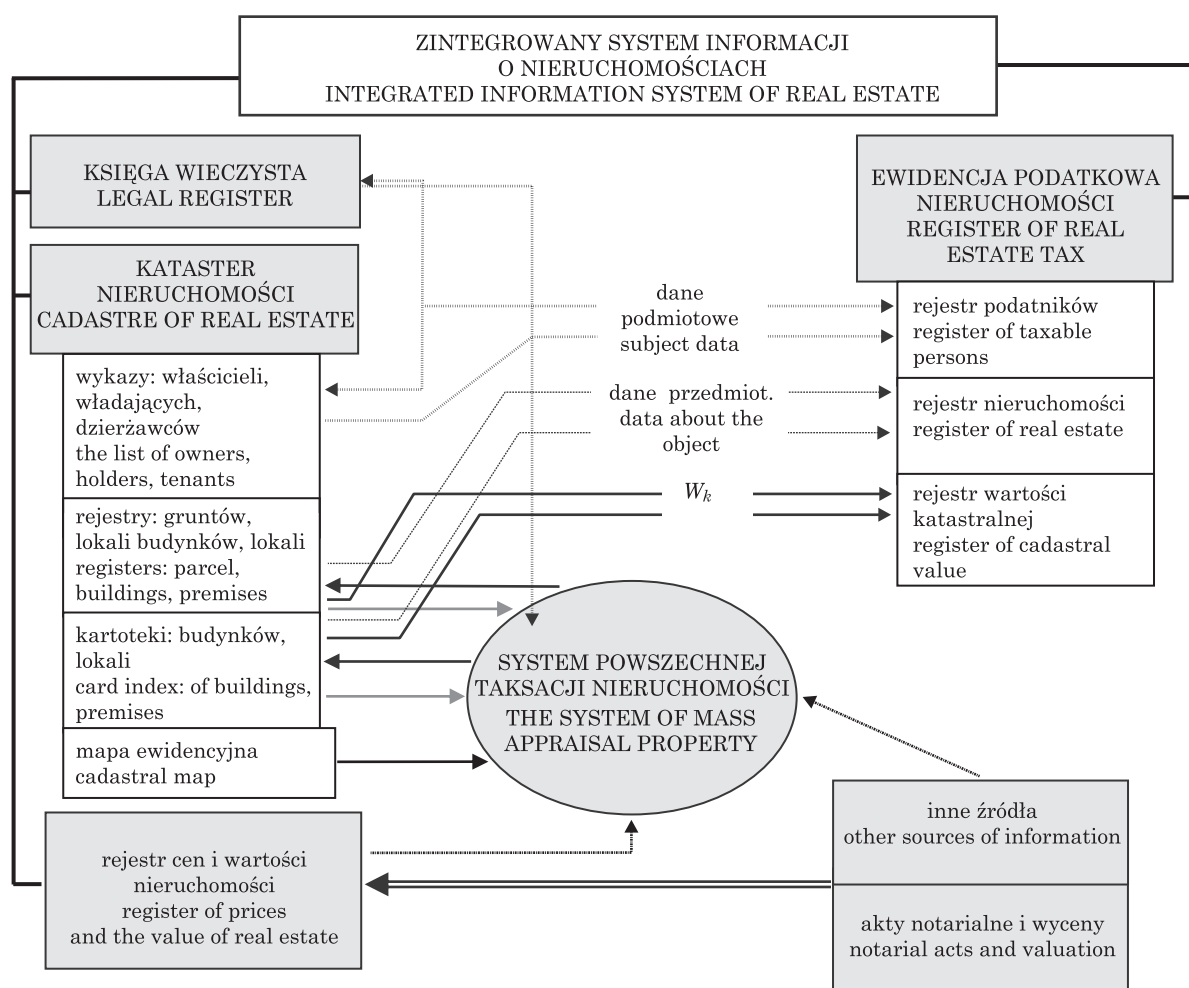 ZINTEGROWANY SYSTEM INFORMACJI
O NIERUCHOMOŚCIACH
INTEGRATED INFORMATION SYSTEM OF REAL ESTATE
KSIĘGA WIECZYSTA
LEGAL REGISTER
KATASTER
NIERUCHOMOŚCI
CADASTRE OF REAL ESTATE
wykazy: właścicieli,
władających,
dzierżawców
the list of owners,
holders, tenants
rejestry: gruntów,
lokali budynków, lokali
registers: parcel,
buildings, premises
kartoteki: budynków,
lokali
card index: of buildings,
premises
mapa ewidencyjna
cadastral map
rejestr cen i wartości
nieruchomości
register of prices
and the value of real estate
dane
podmiotowe
subject data
dane przedmiot.
data about the
object
Wk
SYSTEM POWSZECHNEJ
TAKSACJI NIERUCHOMOŚCI
THE SYSTEM OF MASS
APPRAISAL PROPERTY
EWIDENCJA PODATKOWA
NIERUCHOMOŚCI
REGISTER OF REAL
ESTATE TAX
rejestr podatników
register of taxable
persons
rejestr nieruchomości
register of real estate
rejestr wartości
katastralnej
register of cadastral
value
inne źródła
other sources of information
akty notarialne i wyceny
notarial acts and valuation